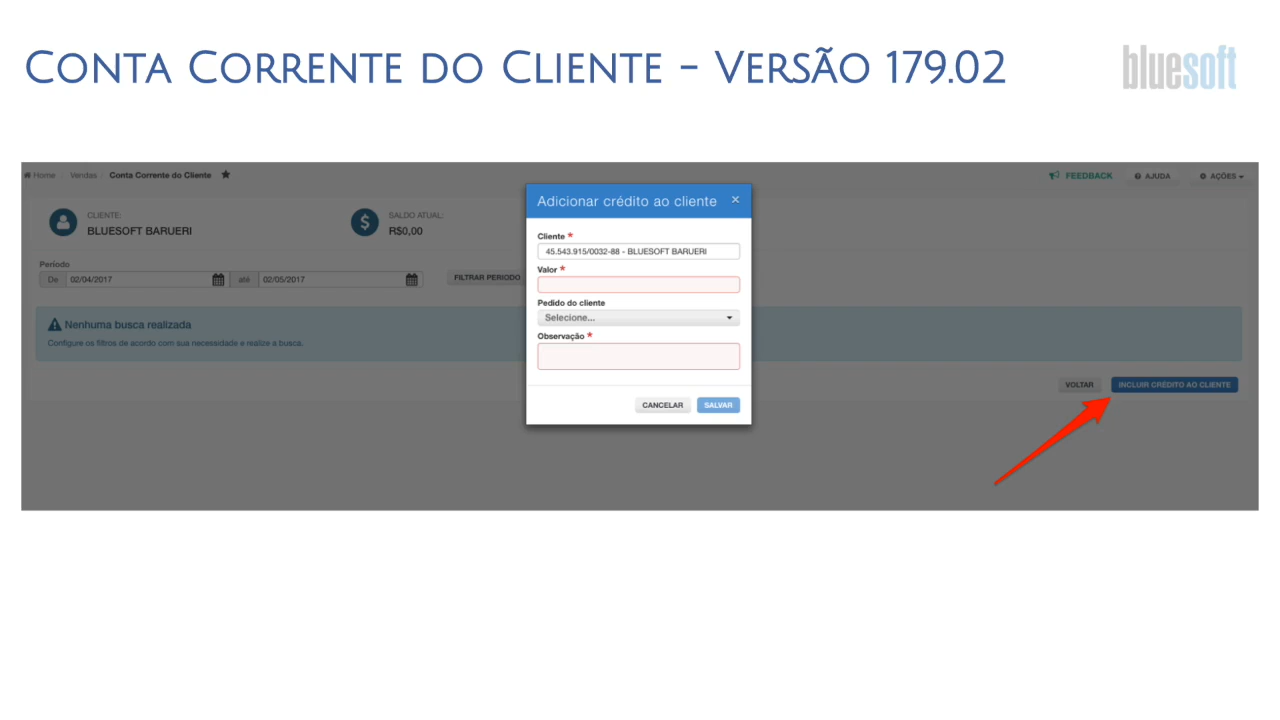 Conta Corrente do Cliente - Versão 179.02
bluesoft
Home / Vendas / Conta Corrente do Cliente
FEEDBACK
AJUDA
AÇÕES
CLIENTE:
BLUESOFT BARUERI
SALDO ATUAL:
R$0,00
Período
De 02/04/2017 até 02/05/2017
FILTRAR PERÍODO
Nenhuma busca realizada
Configure os filtros de acordo com sua necessidade e realize a busca.
Adicionar crédito ao cliente ×
Cliente *
45.543.915/0032-88 - BLUESOFT BARUERI
Valor *
Pedido do cliente
Selecione...
Observação *
CANCELAR
SALVAR
VOLTAR
INCLUIR CRÉDITO AO CLIENTE